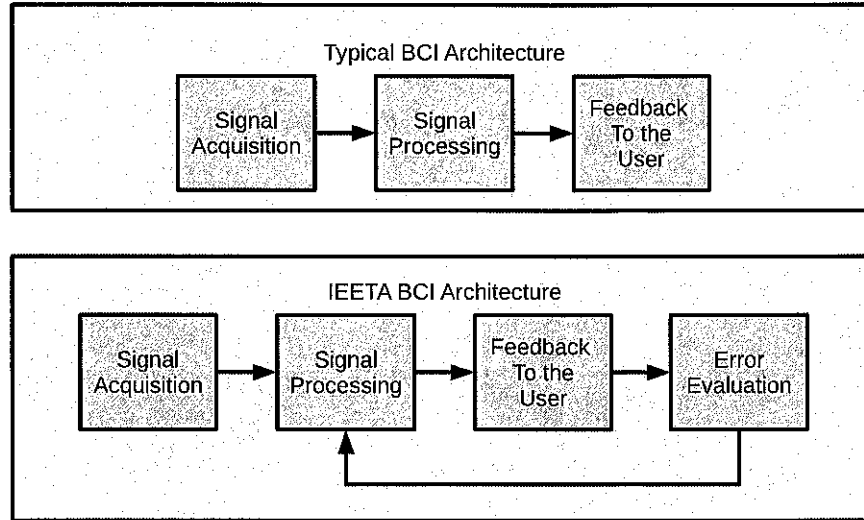 Typical BCI Architecture
Signal
Acquisition
Signal
Processing
Feedback
To the
User
IEETA BCI Architecture
Signal
Acquisition
Signal
Processing
Feedback
To the
User
Error
Evaluation